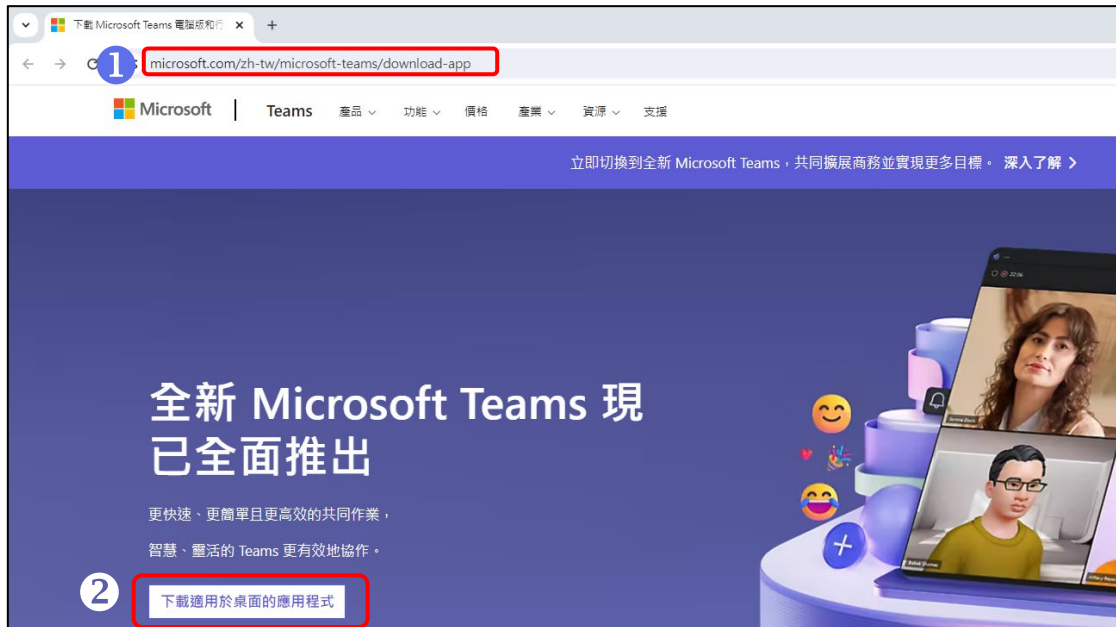 下載 Microsoft Teams 電腦版和行
1
microsoft.com/zh-tw/microsoft-teams/download-app
Microsoft Teams 產品 功能 價格 產業 資源 支援
立即切換到全新 Microsoft Teams，共同擴展商務並實現更多目標。 深入了解
22:06
全新 Microsoft Teams 現
已全面推出
更快速、更簡單且更高效的共同作業，
智慧、靈活的 Teams 更有效地協作。
2
下載適用於桌面的應用程式